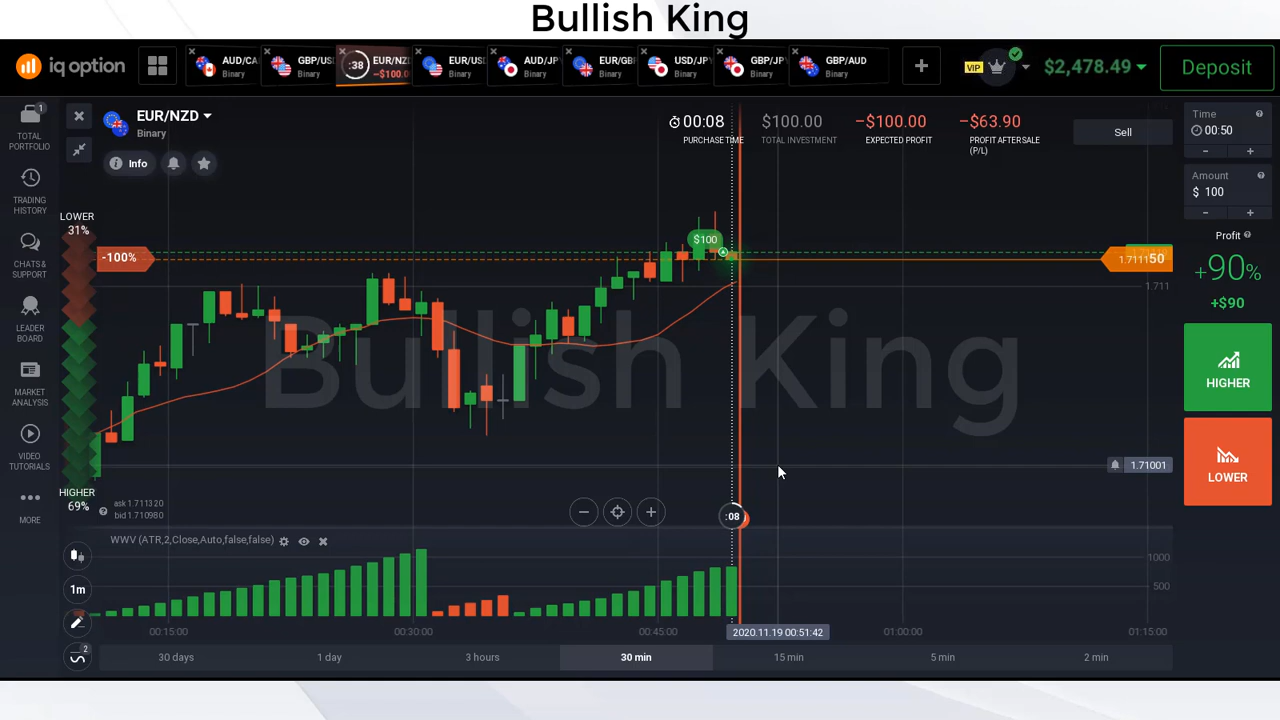 Bullish King
iq option
AUD/CA
Binary
GBP/US
Binary
:38
EUR/NZ
−$100.0
EUR/US
Binary
AUD/JP
Binary
EUR/GB
Binary
USD/JP
Binary
GBP/JP
Binary
GBP/AUD
Binary
+
VIP
$2,478.49
Deposit
1
TOTAL
PORTFOLIO
TRADING
HISTORY
CHATS &
SUPPORT
LEADER
BOARD
MARKET
ANALYSIS
VIDEO
TUTORIALS
MORE
EUR/NZD
Binary
Info
00:08
PURCHASE TIME
$100.00
TOTAL INVESTMENT
−$100.00
EXPECTED PROFIT
−$63.90
PROFIT AFTER SALE
(P/L)
Sell
LOWER
31%
-100%
$100
1.711150
1.711
Bullish King
1.71001
HIGHER
69%
ask 1.711320
bid 1.710980
:08
WWV (ATR,2,Close,Auto,false,false)
1000
500
1m
2
00:15:00
00:30:00
00:45:00
2020.11.19 00:51:42
01:00:00
01:15:00
30 days
1 day
3 hours
30 min
15 min
5 min
2 min
Time
00:50
- +
Amount
$ 100
- +
Profit
+90%
+$90
HIGHER
LOWER